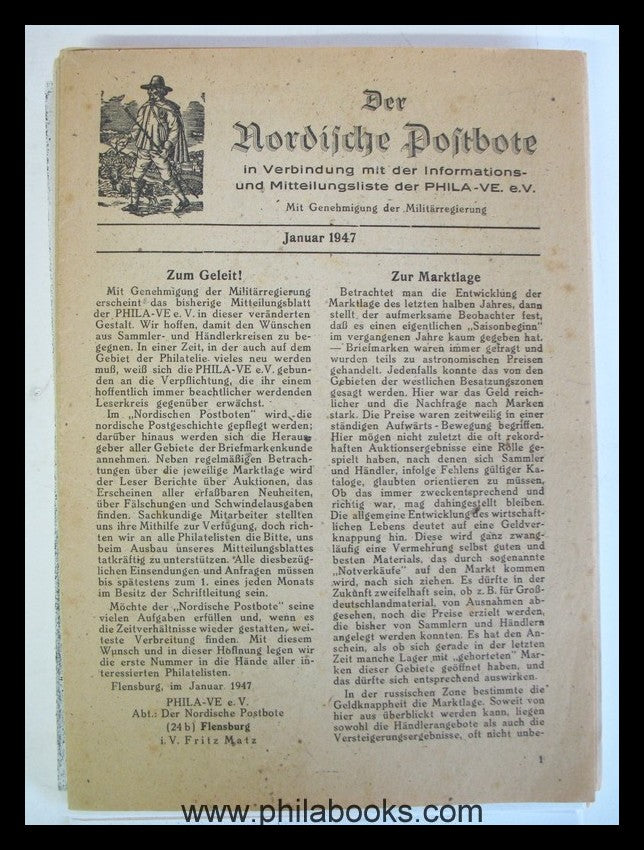 Der
Nordische Postbote
in Verbindung mit der Informations-
und Mitteilungsliste der PHILA-VE. e.V.
Mit Genehmigung der Militärregierung
Januar 1947
Zum Geleit!
Mit Genehmigung der Militärregierung
erscheint das bisherige Mitteilungsblatt
der PHILA-VE e. V. in dieser veränderten
Gestalt. Wir hoffen, damit den Wünschen
aus Sammler- und Händlerkreisen zu be-
gegnen. In einer Zeit, in der auch auf dem
Gebiet der Philatelie vieles neu werden
muß, weiß sich die PHILA-VE e.V. gebun-
den an die Verpflichtung, die ihr einem
hoffentlich immer beachtlicher werdenden
Leserkreis gegenüber erwächst.
Im „Nordischen Postboten" wird die
nordische Postgeschichte gepflegt werden;
darüber hinaus werden sich die Heraus
geber aller Gebiete der Briefmarkenkunde
annehmen. Neben regelmäßigen Betrach-
tungen über die jeweilige Marktlage wird
der Leser Berichte über Auktionen, das
Erscheinen aller erfaßbaren Neuheiten,
über Fälschungen und Schwindelausgaben
finden. Sachkundige Mitarbeiter stellten
uns ihre Mithilfe zur Verfügung, doch rich-
ten wir an alle Philatelisten die Bitte, uns
beim Ausbau unseres Mitteilungsblattes
tatkräftig zu unterstützen. Alle diesbezüg-
lichen Einsendungen und Anfragen müssen
bis spätestens zum 1. eines jeden Monats
im Besitz der Schriftleitung sein.
Möchte der „Nordische Postbote" seine
vielen Aufgaben erfüllen und, wenn es
die Zeitverhältnisse wieder gestatten, wei-
teste Verbreitung finden. Mit diesem
Wunsch und in dieser Hoffnung legen wir
die erste Nummer in die Hände aller in-
teressierten Philatelisten.
Flensburg, im Januar 1947
PHILA-VE e. V.
Abt.: Der Nordische Postbote
(24 b) Flensburg
i. V. Fritz Matz
Zur Marktlage
Betrachtet man die Entwicklung der
Marktlage des letzten halben Jahres, dann
stellt der aufmerksame Beobachter fest,
daß es einen eigentlichen „Saisonbeginn"
im vergangenen Jahre kaum gegeben hat.
— Briefmarken waren immer gefragt und
wurden teils zu astronomischen Preisen
gehandelt. Jedenfalls konnte das von den
Gebieten der westlichen Besatzungszonen
gesagt werden. Hier war das Geld reich-
licher und die Nachfrage nach Marken
stark. Die Preise waren zeitweilig in einer
ständigen Aufwärts-Bewegung begriffen.
Hier mögen nicht zuletzt die oft rekord-
haften Auktionsergebnisse eine Rolle ge-
spielt haben, nach denen sich Sammler
und Händler, infolge Fehlens gültiger Ka-
taloge, glaubten orientieren zu müssen.
Ob das immer zweckentsprechend und
richtig war, mag dahingestellt bleiben.
Die allgemeine Entwicklung des wirtschaft-
lichen Lebens deutet auf eine Geldver-
knappung hin. Diese wird ganz zwang-
läufig eine Vermehrung selbst guten und
besten Materials, das durch sogenannte
„Notverkäufe" auf den Markt kommen
wird, nach sich ziehen. Es dürfte in der
Zukunft zweifelhaft sein, ob z. B. für Groß-
deutschlandmaterial, von Ausnahmen ab-
gesehen, noch die Preise erzielt werden,
die bisher von Sammlern und Händlern
angelegt werden konnten. Es hat den An-
schein, als ob sich gerade in der letzten
Zeit manche Lager mit „gehorteten" Mar-
ken dieser Gebiete geöffnet haben, und
das dürfte sich entsprechend auswirken.
In der russischen Zone bestimmte die
Geldknappheit die Marktlage. Soweit von
hier aus überblickt werden kann, liegen
sowohl die Händlerangebote als auch die
Versteigerungsergebnisse, oft nicht unbe-
1
www.philabooks.com